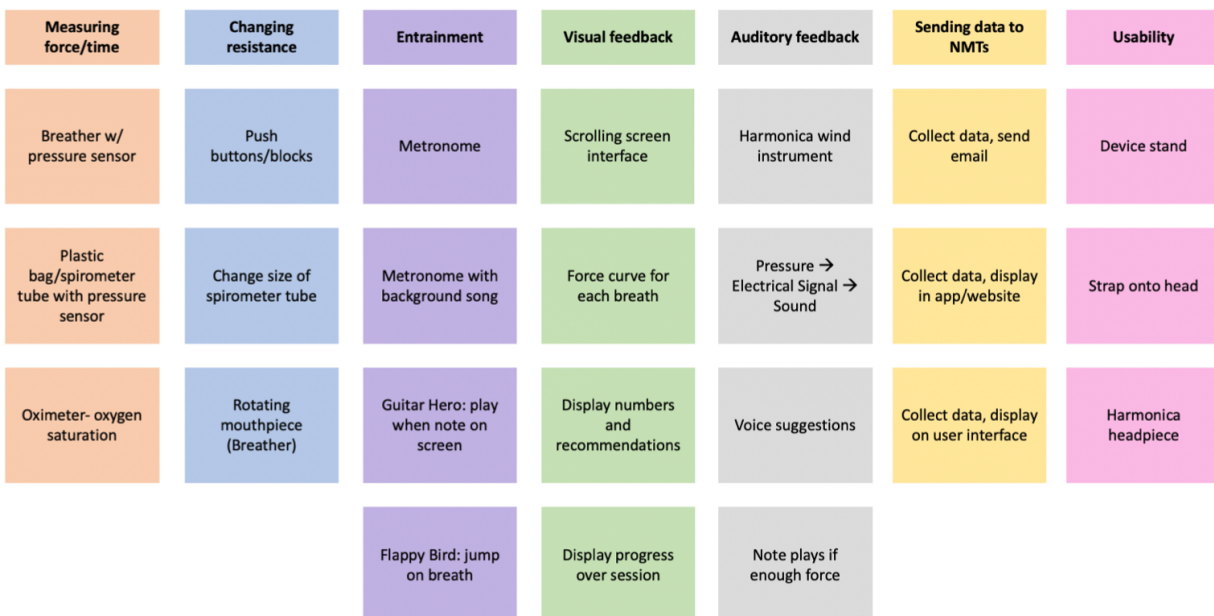 Measuring
force/time
Changing
resistance
Entrainment
Visual feedback
Auditory feedback
Sending data to
NMTs
Usability
Breather w/
pressure sensor
Push
buttons/blocks
Metronome
Scrolling screen
interface
Harmonica wind
instrument
Collect data, send
email
Device stand
Plastic
bag/spirometer
tube with pressure
sensor
Change size of
spirometer tube
Metronome with
background song
Force curve for
each breath
Pressure →
Electrical Signal →
Sound
Collect data, display
in app/website
Strap onto head
Oximeter- oxygen
saturation
Rotating
mouthpiece
(Breather)
Guitar Hero: play
when note on
screen
Display numbers
and
recommendations
Voice suggestions
Collect data, display
on user interface
Harmonica
headpiece
Flappy Bird: jump
on breath
Display progress
over session
Note plays if
enough force